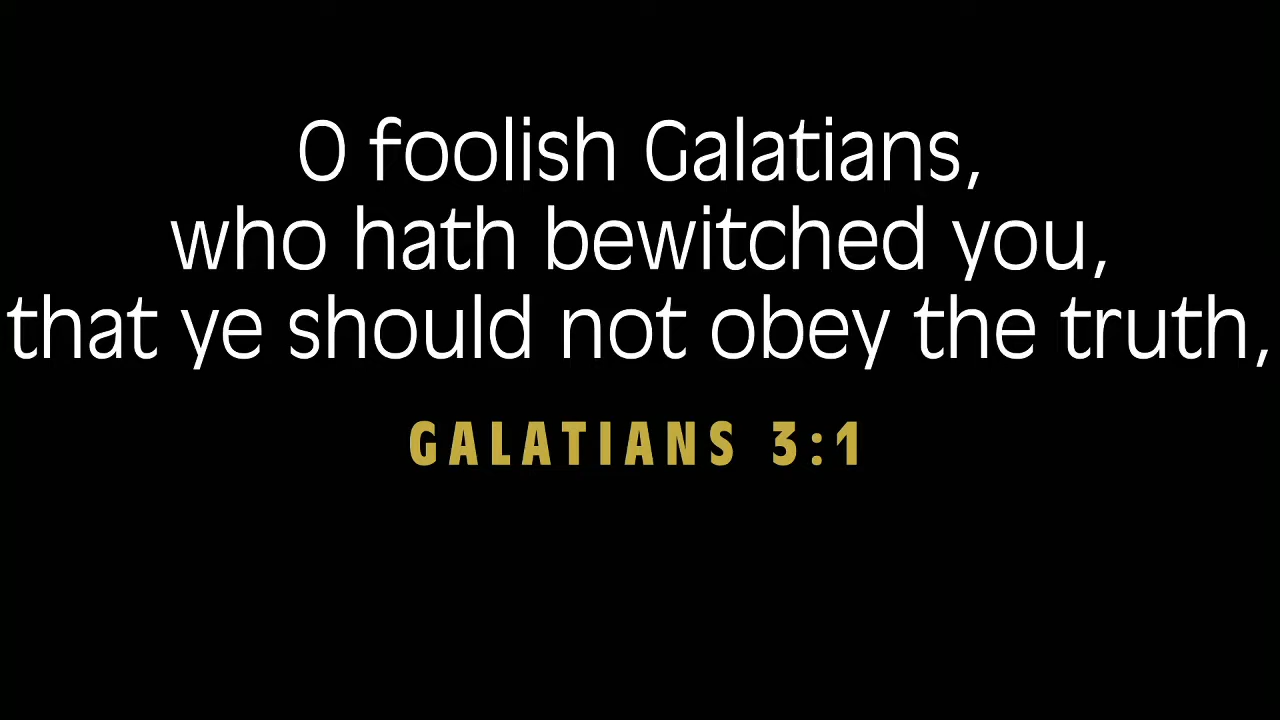 O foolish Galatians,
who hath bewitched you,
that ye should not obey the truth,
GALATIANS 3:1